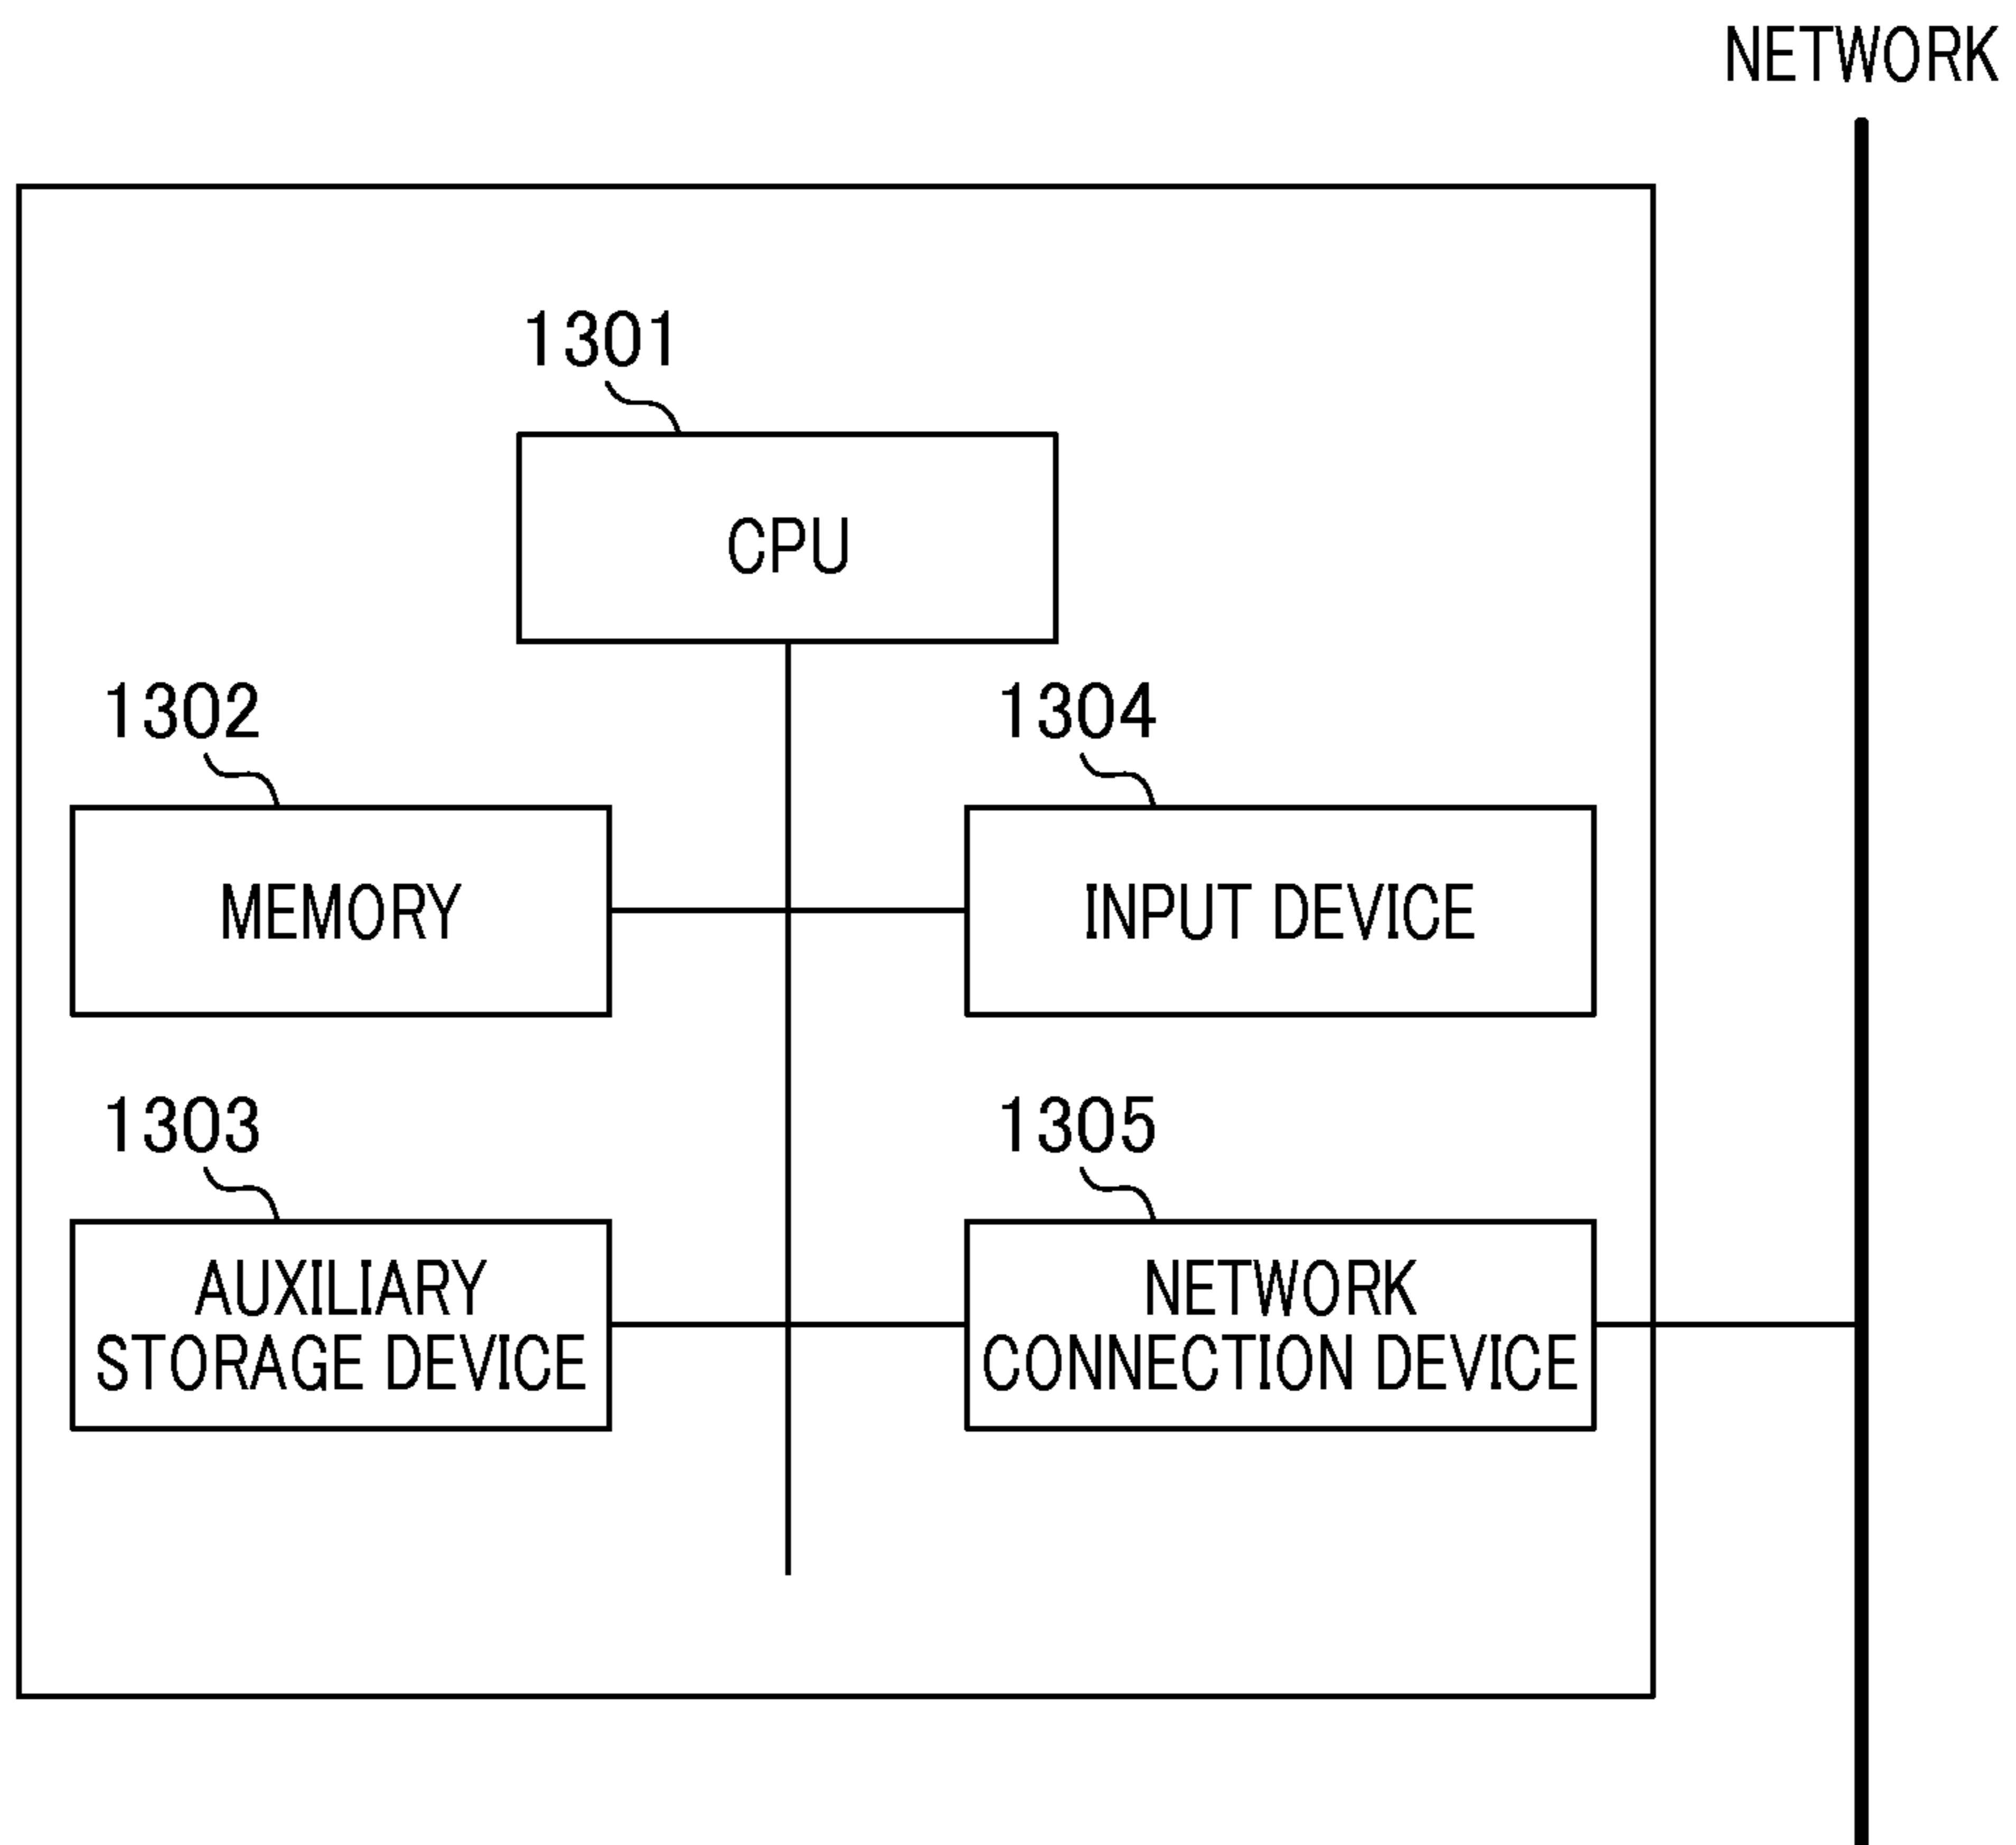 NETWORK
1301
CPU
1302
1304
MEMORY
INPUT DEVICE
1303
1305
AUXILIARY
STORAGE DEVICE
NETWORK
CONNECTION DEVICE